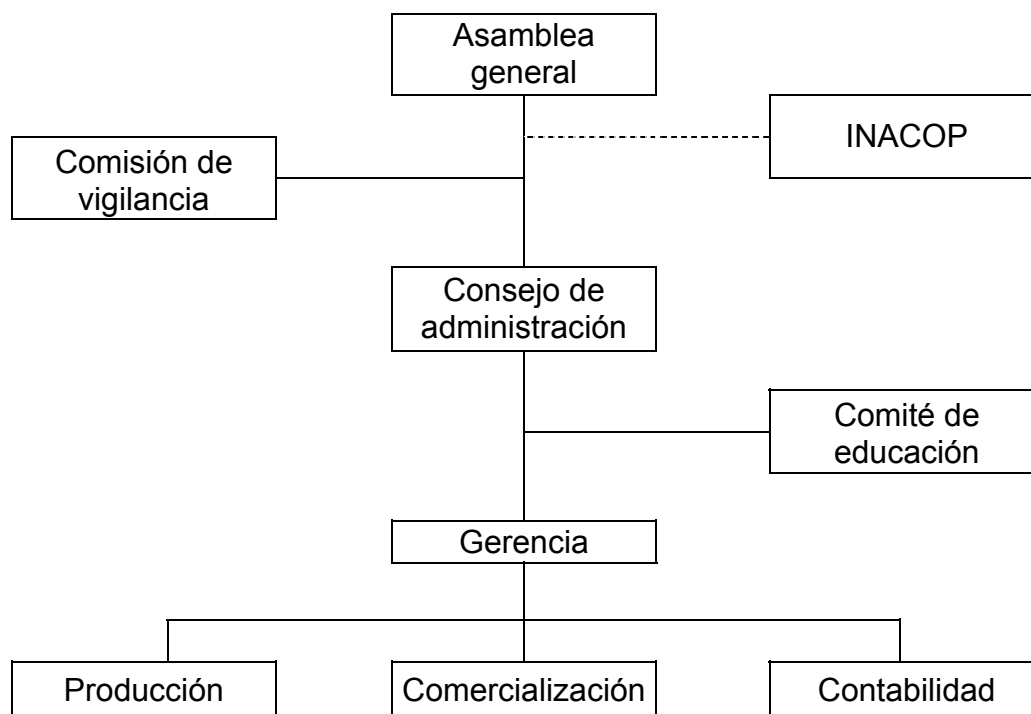 Asamblea
general
INACOP
Comisión de
vigilancia
Consejo de
administración
Comité de
educación
Gerencia
Producción
Comercialización
Contabilidad